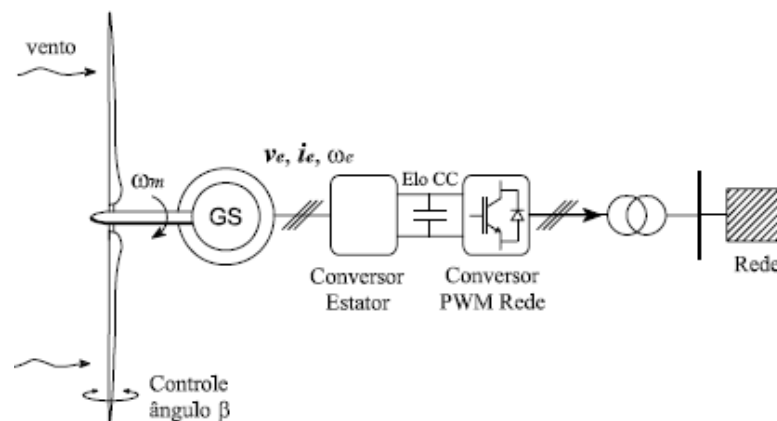 vento
ωm
GS
ve, ie, ωe
Elo CC
Conversor
Estator
Conversor
PWM Rede
Rede
Controle
ângulo β